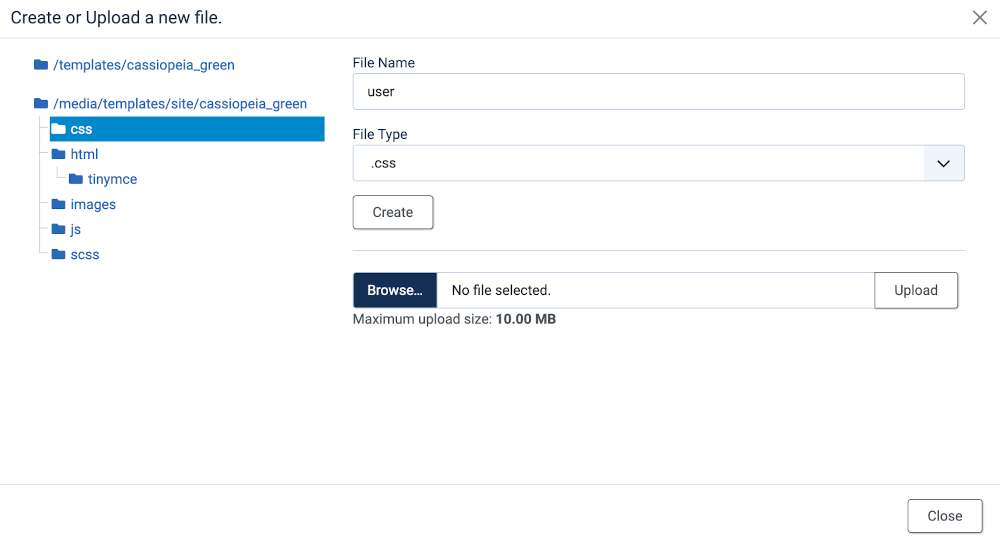 Create or Upload a new file.
/templates/cassiopeia_green
/media/templates/site/cassiopeia_green
css
html
tinymce
images
js
scss
File Name
user
File Type
.css
Create
Browse...
No file selected.
Upload
Maximum upload size: 10.00 MB
Close